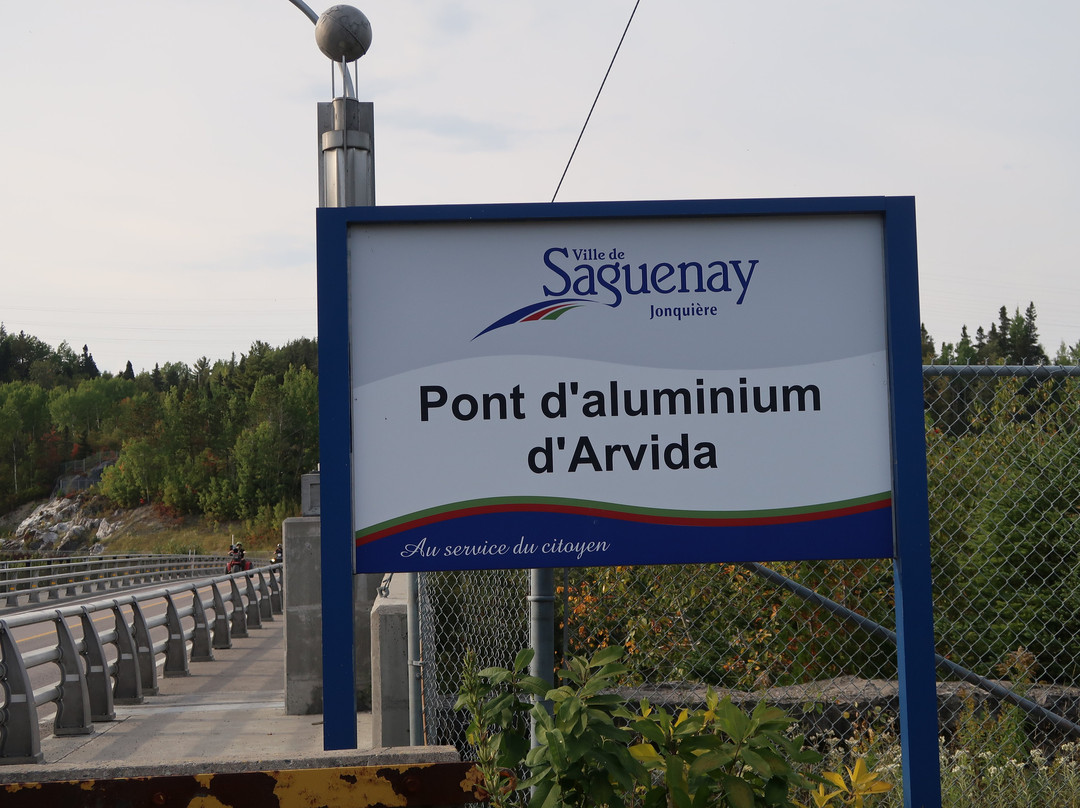 Ville de
Saguenay
Jonquière
Pont d'aluminium
d'Arvida
Au service du citoyen